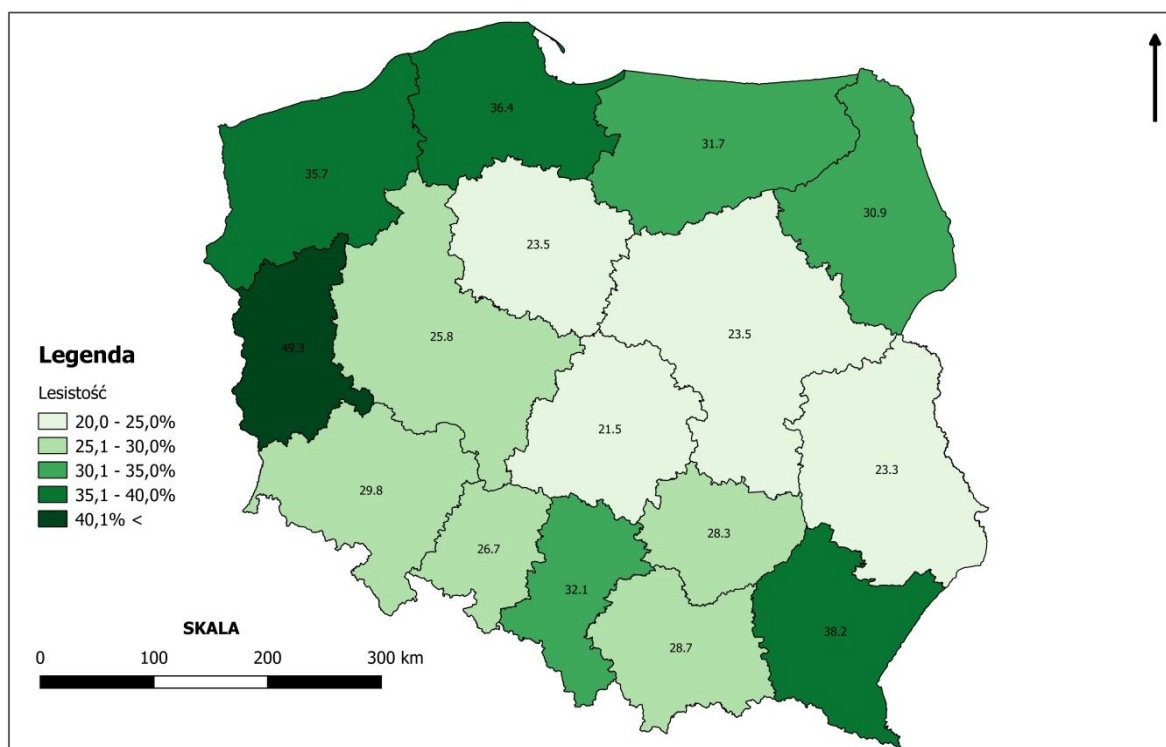 36.4
31.7
35.7
30.9
23.5
23.5
25.8
49.3
21.5
23.3
29.8
28.3
26.7
32.1
38.2
28.7
Legenda
Lesistość
20,0 - 25,0%
25,1 - 30,0%
30,1 - 35,0%
35,1 - 40,0%
40,1% <
SKALA
0 100 200 300 km